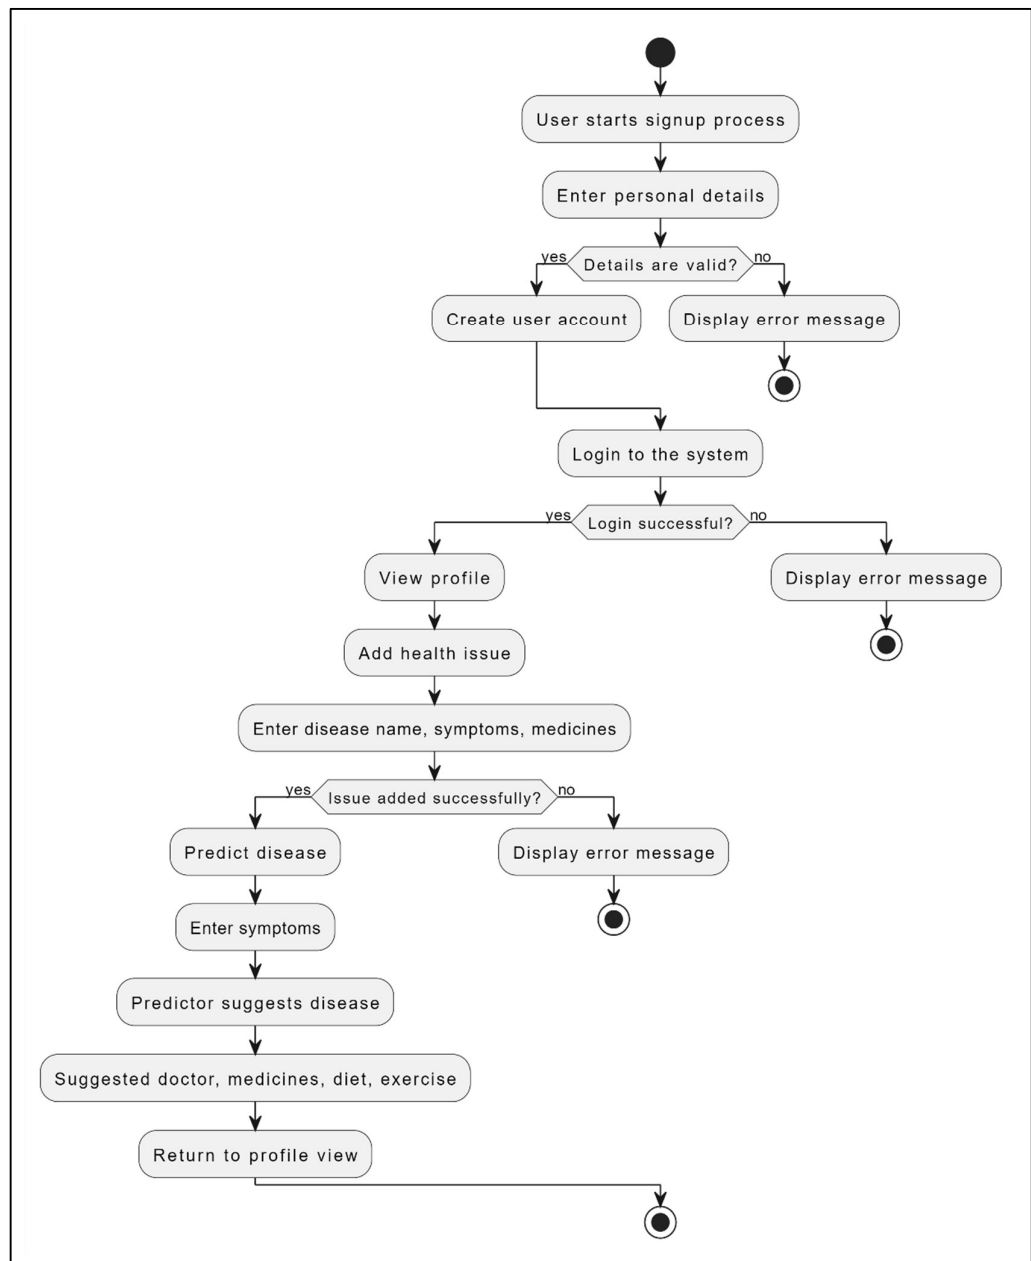 User starts signup process
Enter personal details
yes
Details are valid?
no
Create user account
Display error message
Login to the system
yes
Login successful?
no
View profile
Display error message
Add health issue
Enter disease name, symptoms, medicines
yes
Issue added successfully?
no
Predict disease
Display error message
Enter symptoms
Predictor suggests disease
Suggested doctor, medicines, diet, exercise
Return to profile view